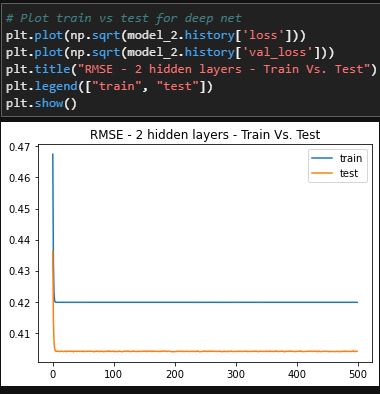 # Plot train vs test for deep net
plt.plot(np.sqrt(model_2.history['loss']))
plt.plot(np.sqrt(model_2.history['val_loss']))
plt.title("RMSE - 2 hidden layers - Train Vs. Test")
plt.legend(["train", "test"])
plt.show()
RMSE - 2 hidden layers - Train Vs. Test
train
test
0.47
0.46
0.45
0.44
0.43
0.42
0.41
0 100 200 300 400 500